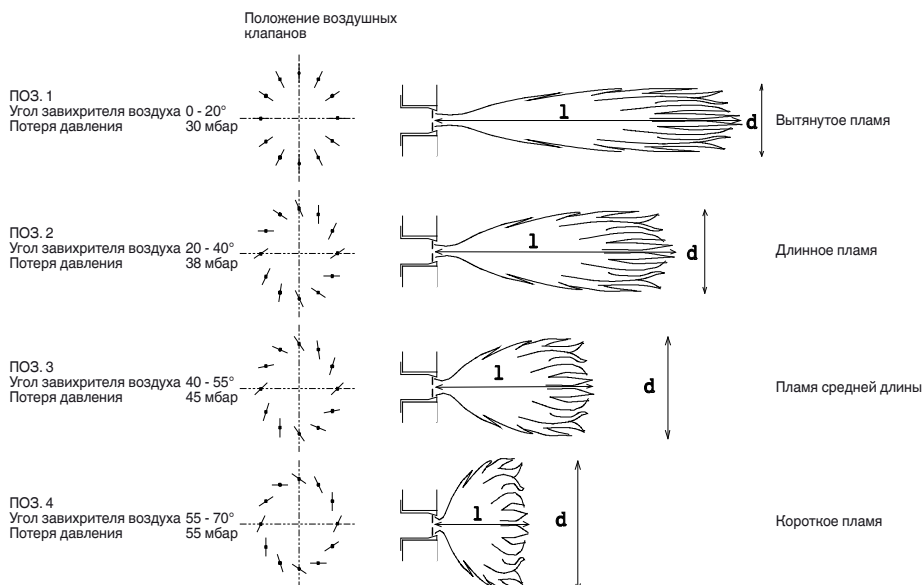 Положение воздушных
клапанов
ПОЗ. 1
Угол завихрителя воздуха 0 - 20°
Потеря давления 30 мбар
l
d
Вытянутое пламя
ПОЗ. 2
Угол завихрителя воздуха 20 - 40°
Потеря давления 38 мбар
l
d
Длинное пламя
ПОЗ. 3
Угол завихрителя воздуха 40 - 55°
Потеря давления 45 мбар
l
d
Пламя средней длины
ПОЗ. 4
Угол завихрителя воздуха 55 - 70°
Потеря давления 55 мбар
l
d
Короткое пламя